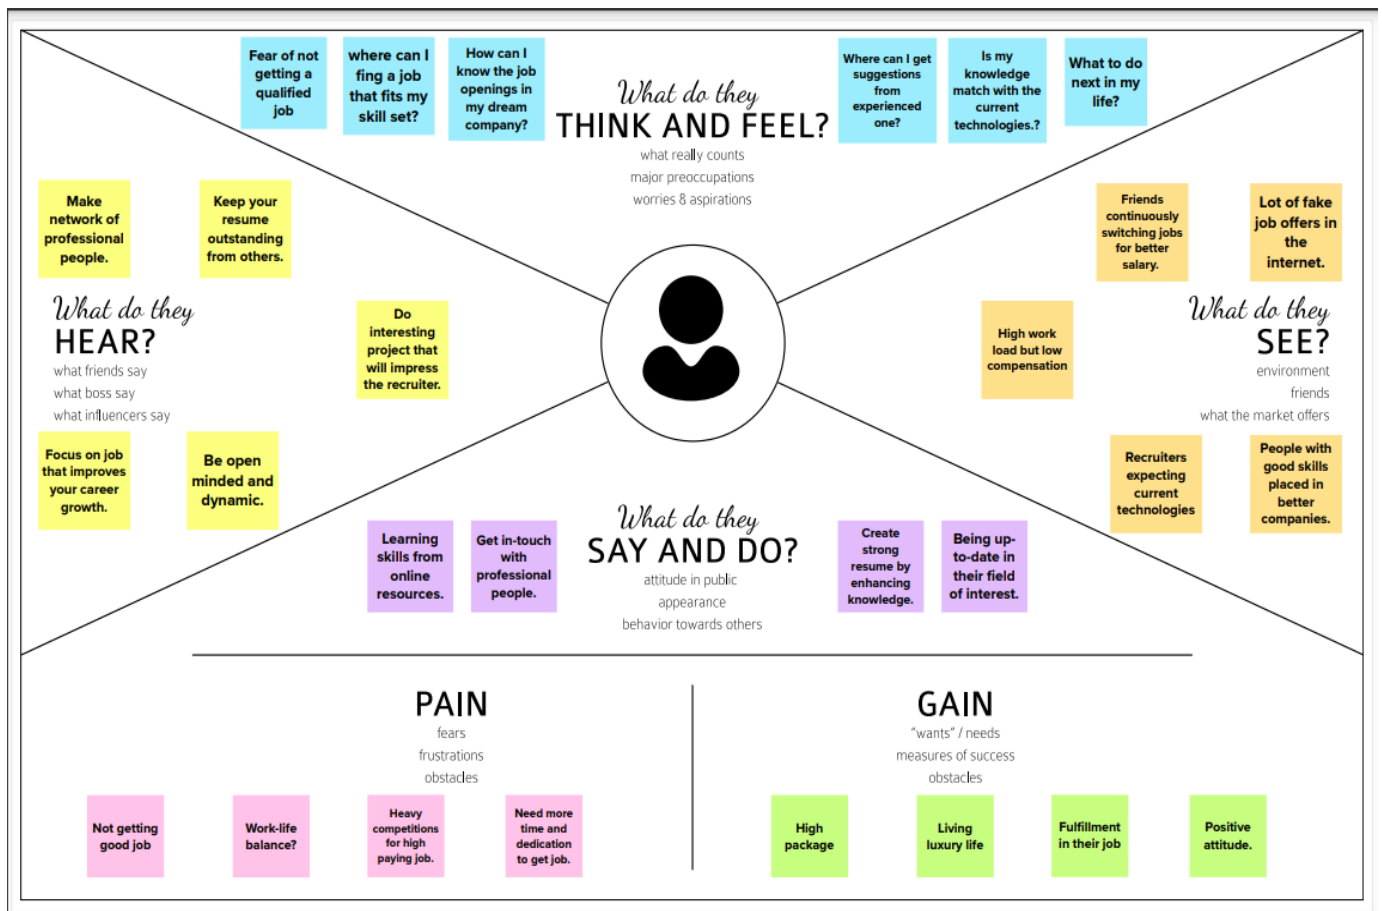 Fear of not
getting a
qualified
job
where can I
fing a job
that fits my
skill set?
How can I
know the job
openings in
my dream
company?
What do they
THINK AND FEEL?
what really counts
major preoccupations
worries & aspirations
Where can I get
suggestions
from
experienced
one?
Is my
knowledge
match with the
current
technologies.?
What to do
next in my
life?
Make
network of
professional
people.
Keep your
resume
outstanding
from others.
What do they
HEAR?
what friends say
what boss say
what influencers say
Do
interesting
project that
will impress
the recruiter.
Focus on job
that improves
your career
growth.
Be open
minded and
dynamic.
Friends
continuously
switching jobs
for better
salary.
Lot of fake
job offers in
the
internet.
High work
load but low
compensation
What do they
SEE?
environment
friends
what the market offers
Recruiters
expecting
current
technologies
People with
good skills
placed in
better
companies.
Learning
skills from
online
resources.
Get in-touch
with
professional
people.
What do they
SAY AND DO?
attitude in public
appearance
behavior towards others
Create
strong
resume by
enhancing
knowledge.
Being up-
to-date in
their field
of interest.
PAIN
fears
frustrations
obstacles
Not getting
good job
Work-life
balance?
Heavy
competitions
for high
paying job.
Need more
time and
dedication
to get job.
GAIN
"wants" / needs
measures of success
obstacles
High
package
Living
luxury life
Fulfillment
in their job
Positive
attitude.